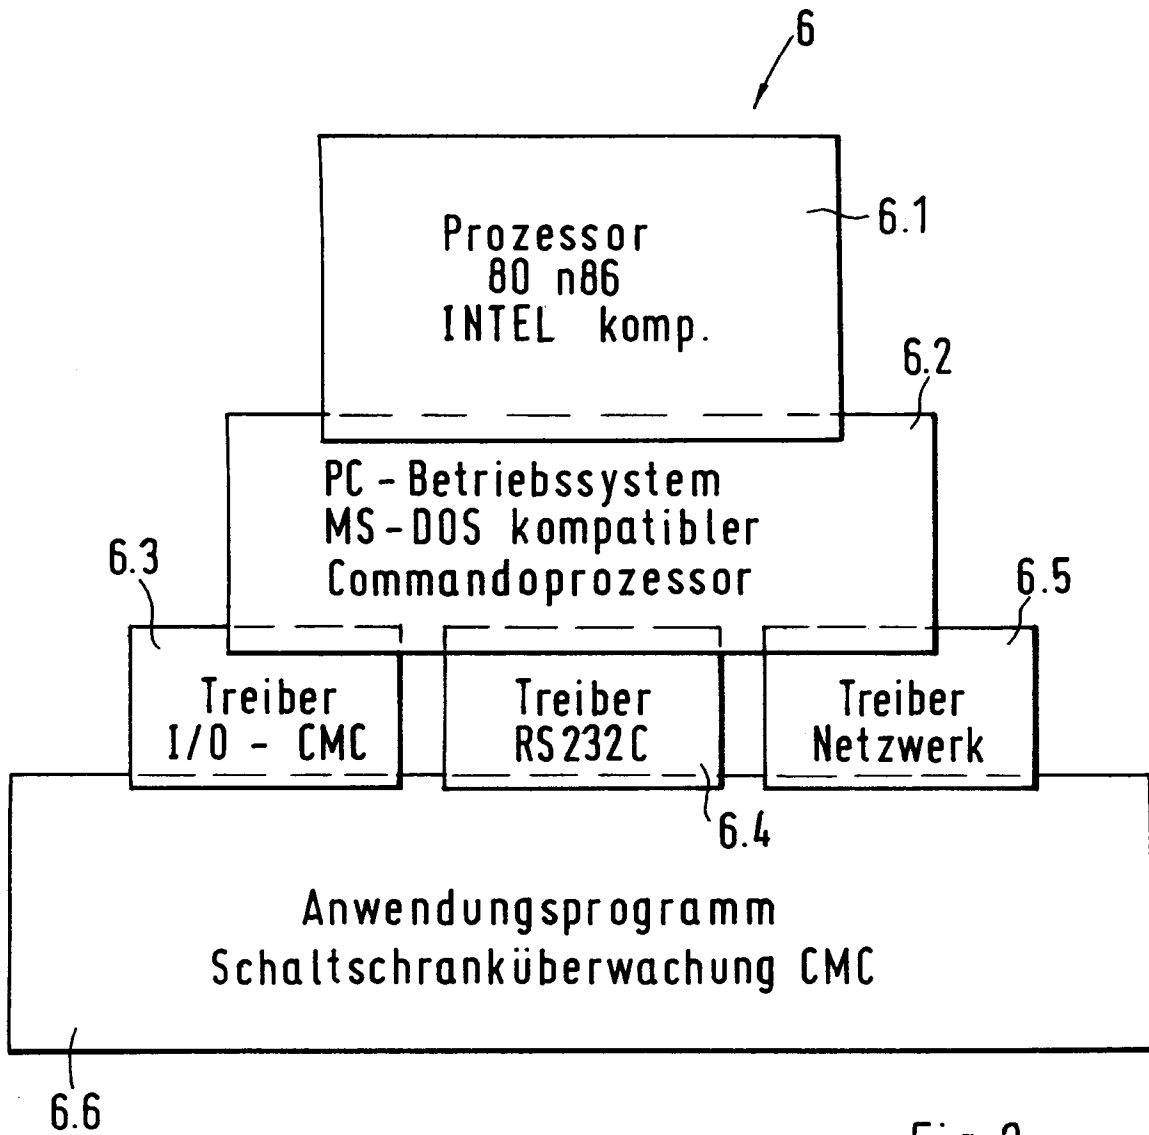 6
Prozessor
80 n86
INTEL komp.
6.1
6.2
PC-Betriebssystem
MS-DOS kompatibler
Commandoprozessor
6.3
6.5
Treiber
I/O - CMC
Treiber
RS232C
Treiber
Netzwerk
6.4
Anwendungsprogramm
Schaltschranküberwachung CMC
6.6